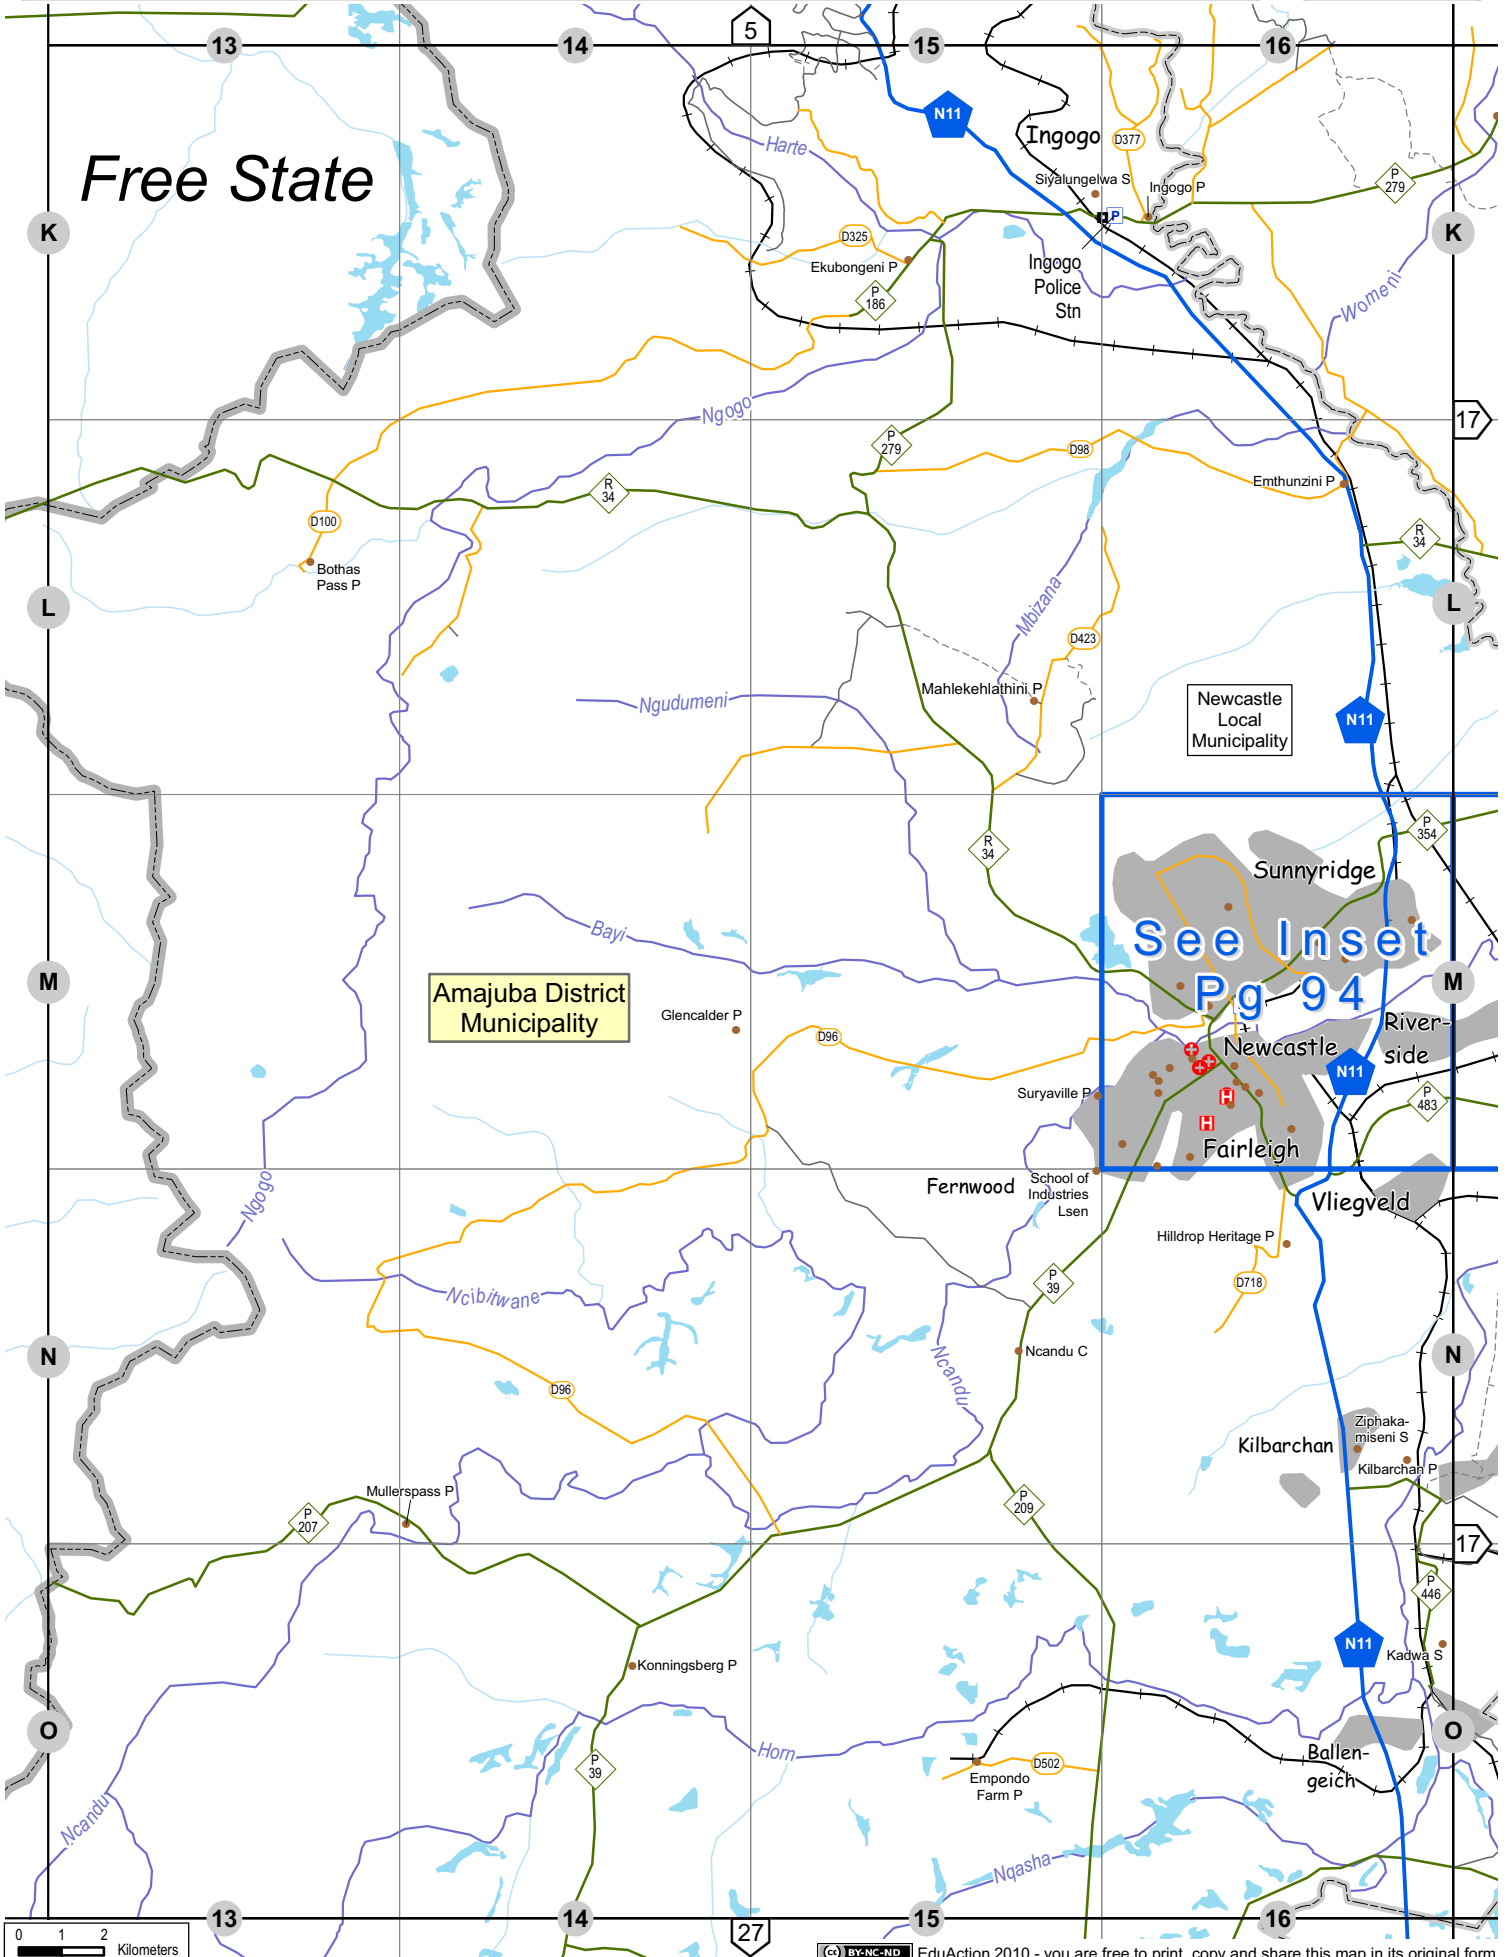 13
14
5
15
16
Free State
N11
Ingogo
D377
Harte
Siyalungelwa S
Ingogo P
P
279
P
K
K
D325
Ekubongeni P
P
186
Ingogo
Police
Stn
Womeni
Ngogo
17
P
279
D98
Emthunzini P
R
34
D100
R
34
Bothas
Pass P
L
L
Mbizana
D423
Mahlekehlathini P
Ngudumeni
Newcastle
Local
Municipality
N11
P
354
R
34
Sunnyridge
See Inset
Pg 94
Bayi
M
M
Amajuba District
Municipality
Glencalder P
D96
River-
side
Newcastle
N11
Suryaville P
P
483
H
H
Fairleigh
Fernwood
School of
Industries
Lsen
Vliegveld
Ngogo
Hilldrop Heritage P
D718
P
39
Ncibitwane
N
N
Ncandu C
Ncandu
D96
Ziphaka-
miseni S
Kilbarchan
Kilbarchan P
Mullerspass P
P
207
P
209
17
P
446
N11
Kadwa S
Konningsberg P
O
O
Horn
P
39
D502
Empondo
Farm P
Ballen-
geich
Ncandu
Nqasha
13
14
27
15
16
0 1 2
Kilometers
(cc) BY-NC-ND
EduAction 2010 - you are free to print, copy and share this map in its original form